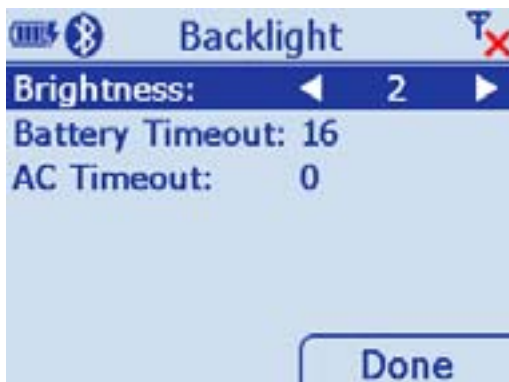 Backlight
Brightness: 2
Battery Timeout: 16
AC Timeout: 0
Done